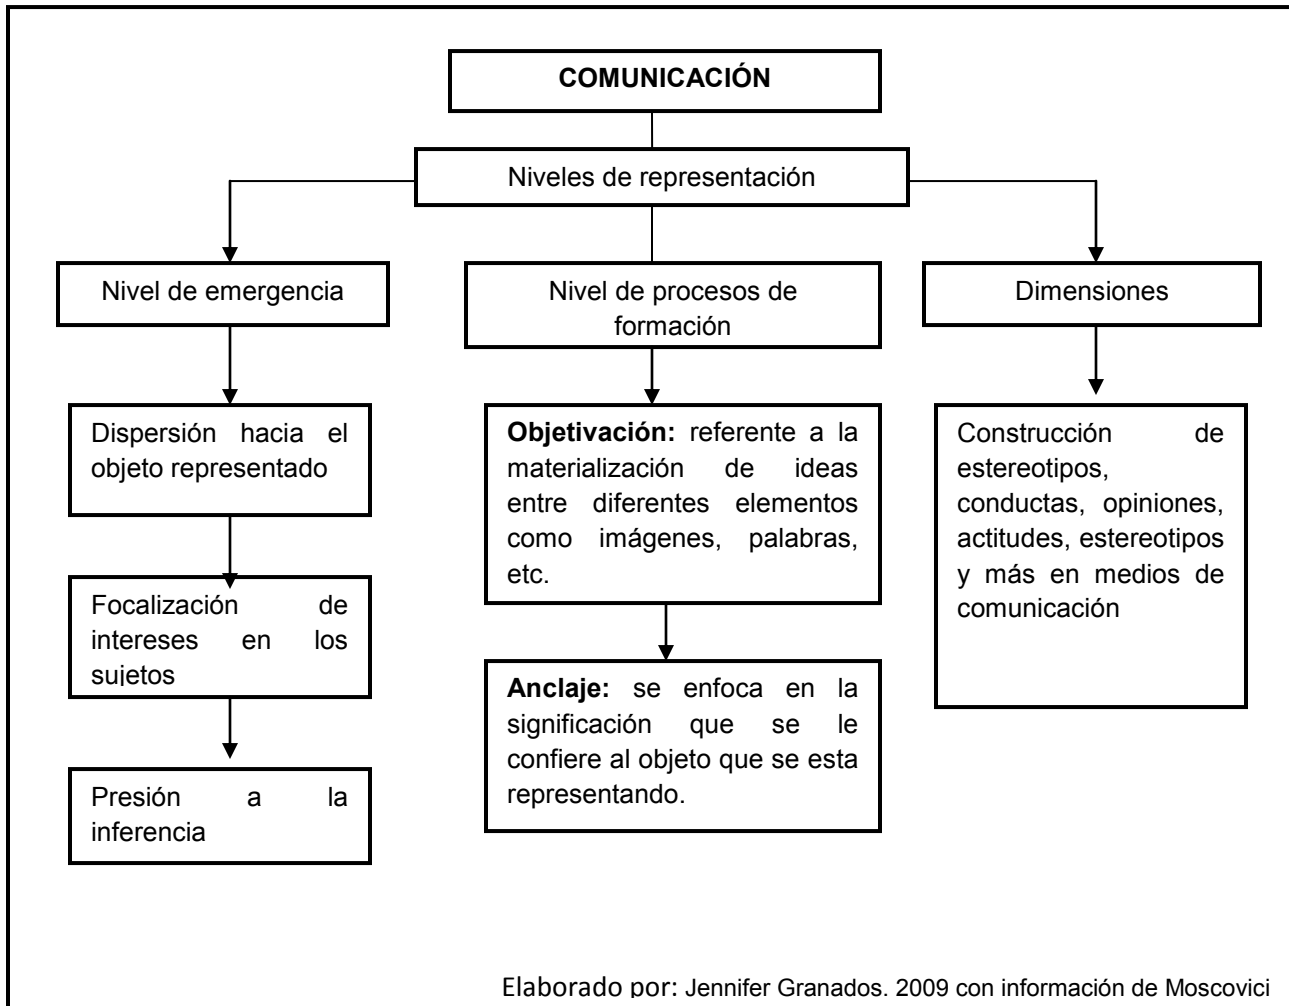 COMUNICACIÓN
Niveles de representación
Nivel de emergencia
Nivel de procesos de
formación
Dimensiones
Dispersión hacia el
objeto representado
Focalización de
intereses en los
sujetos
Presión a la
inferencia
Objetivación: referente a la
materialización de ideas
entre diferentes elementos
como imágenes, palabras,
etc.
Anclaje: se enfoca en la
significación que se le
confiere al objeto que se esta
representando.
Construcción de
estereotipos,
conductas, opiniones,
actitudes, estereotipos
y más en medios de
comunicación
Elaborado por: Jennifer Granados. 2009 con información de Moscovici